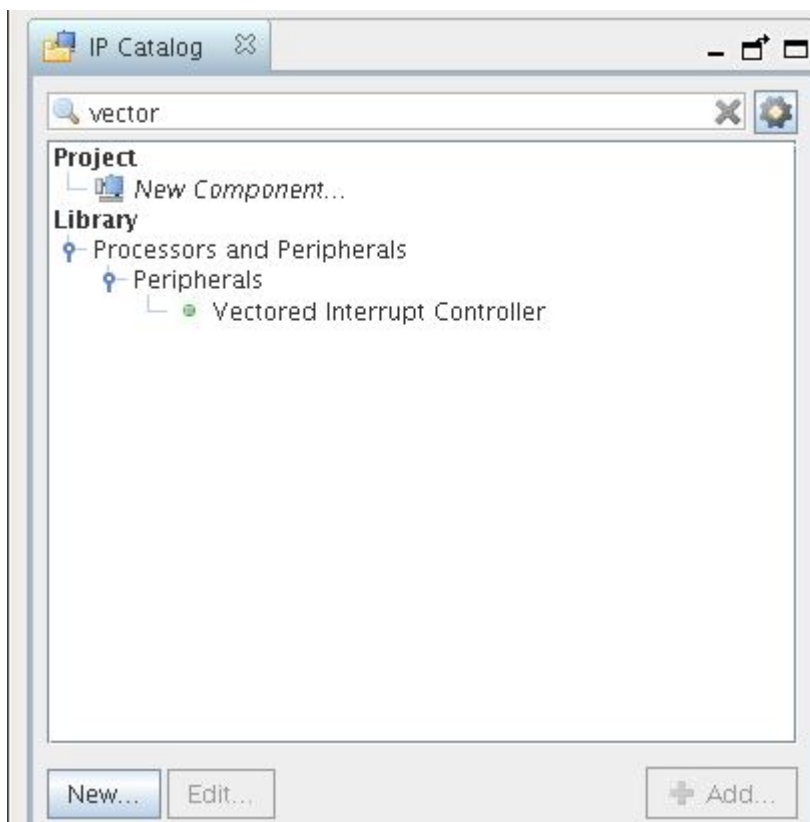 IP Catalog
vector
Project
New Component...
Library
Processors and Peripherals
Peripherals
Vectored Interrupt Controller
New... Edit... Add...